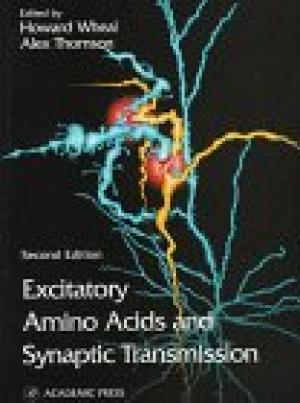 Edited by
Howard Wheal
Alex Thomson
Second Edition
Excitatory
Amino Acids and
Synaptic Transmission
ACADEMIC PRESS